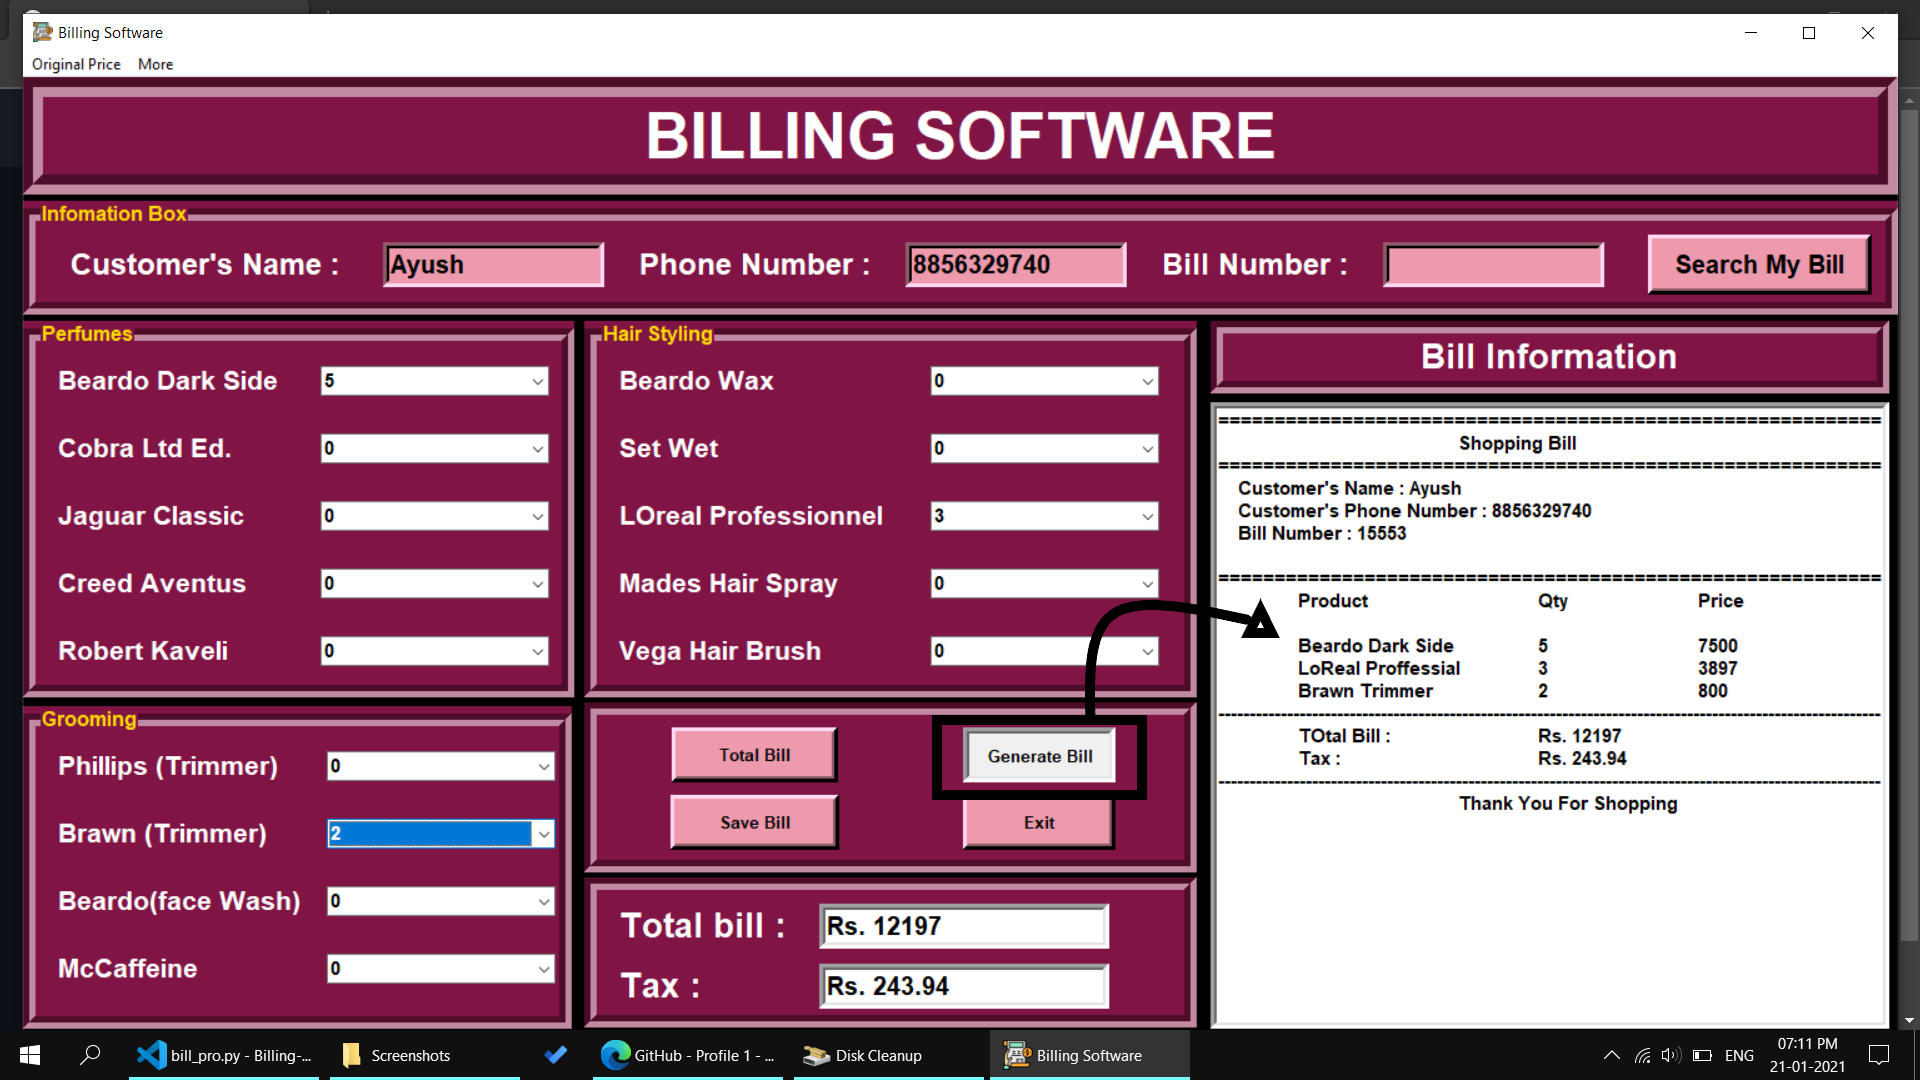 Billing Software
Original Price More
BILLING SOFTWARE
Infomation Box
Customer's Name : Ayush Phone Number : 8856329740 Bill Number : Search My Bill
Perfumes
Beardo Dark Side 5
Cobra Ltd Ed. 0
Jaguar Classic 0
Creed Aventus 0
Robert Kaveli 0
Hair Styling
Beardo Wax 0
Set Wet 0
LOreal Professionnel 3
Mades Hair Spray 0
Vega Hair Brush 0
Grooming
Phillips (Trimmer) 0
Brawn (Trimmer) 2
Beardo(face Wash) 0
McCaffeine 0
Total Bill Generate Bill
Save Bill Exit
Total bill : Rs. 12197
Tax : Rs. 243.94
Bill Information
Shopping Bill
Customer's Name : Ayush
Customer's Phone Number : 8856329740
Bill Number : 15553
Product Qty Price
Beardo Dark Side 5 7500
LoReal Proffessial 3 3897
Brawn Trimmer 2 800
TOtal Bill : Rs. 12197
Tax : Rs. 243.94
Thank You For Shopping
bill_pro.py - Billing-... Screenshots GitHub - Profile 1 - ... Disk Cleanup Billing Software ENG 07:11 PM
21-01-2021